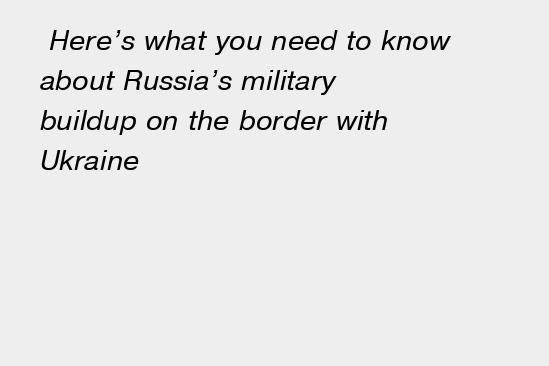 Here’s what you need to know
about Russia’s military
buildup on the border with
Ukraine